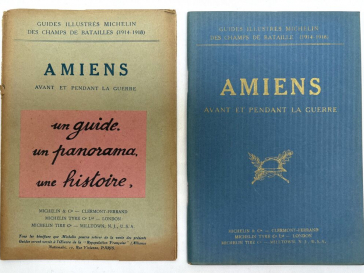 GUIDES ILLUSTRÉS MICHELIN
DES CHAMPS DE BATAILLES (1914-1918)
AMIENS
AVANT ET PENDANT LA GUERRE
un guide,
un panorama,
une histoire,
MICHELIN & Cie - CLERMONT-FERRAND
MICHELIN TYRE Co Ld - LONDON
MICHELIN TIRE Co - MILLTOWN, N.J., U.S.A.
GUIDES ILLUSTRÉS MICHELIN
DES CHAMPS DE BATAILLE (1914-1918)
AMIENS
AVANT ET PENDANT LA GUERRE
MICHELIN & Cie - CLERMONT-FERRAND
MICHELIN TYRE Co Ld - LONDON
MICHELIN TIRE Co - MILLTOWN, N.J., U.S.A.